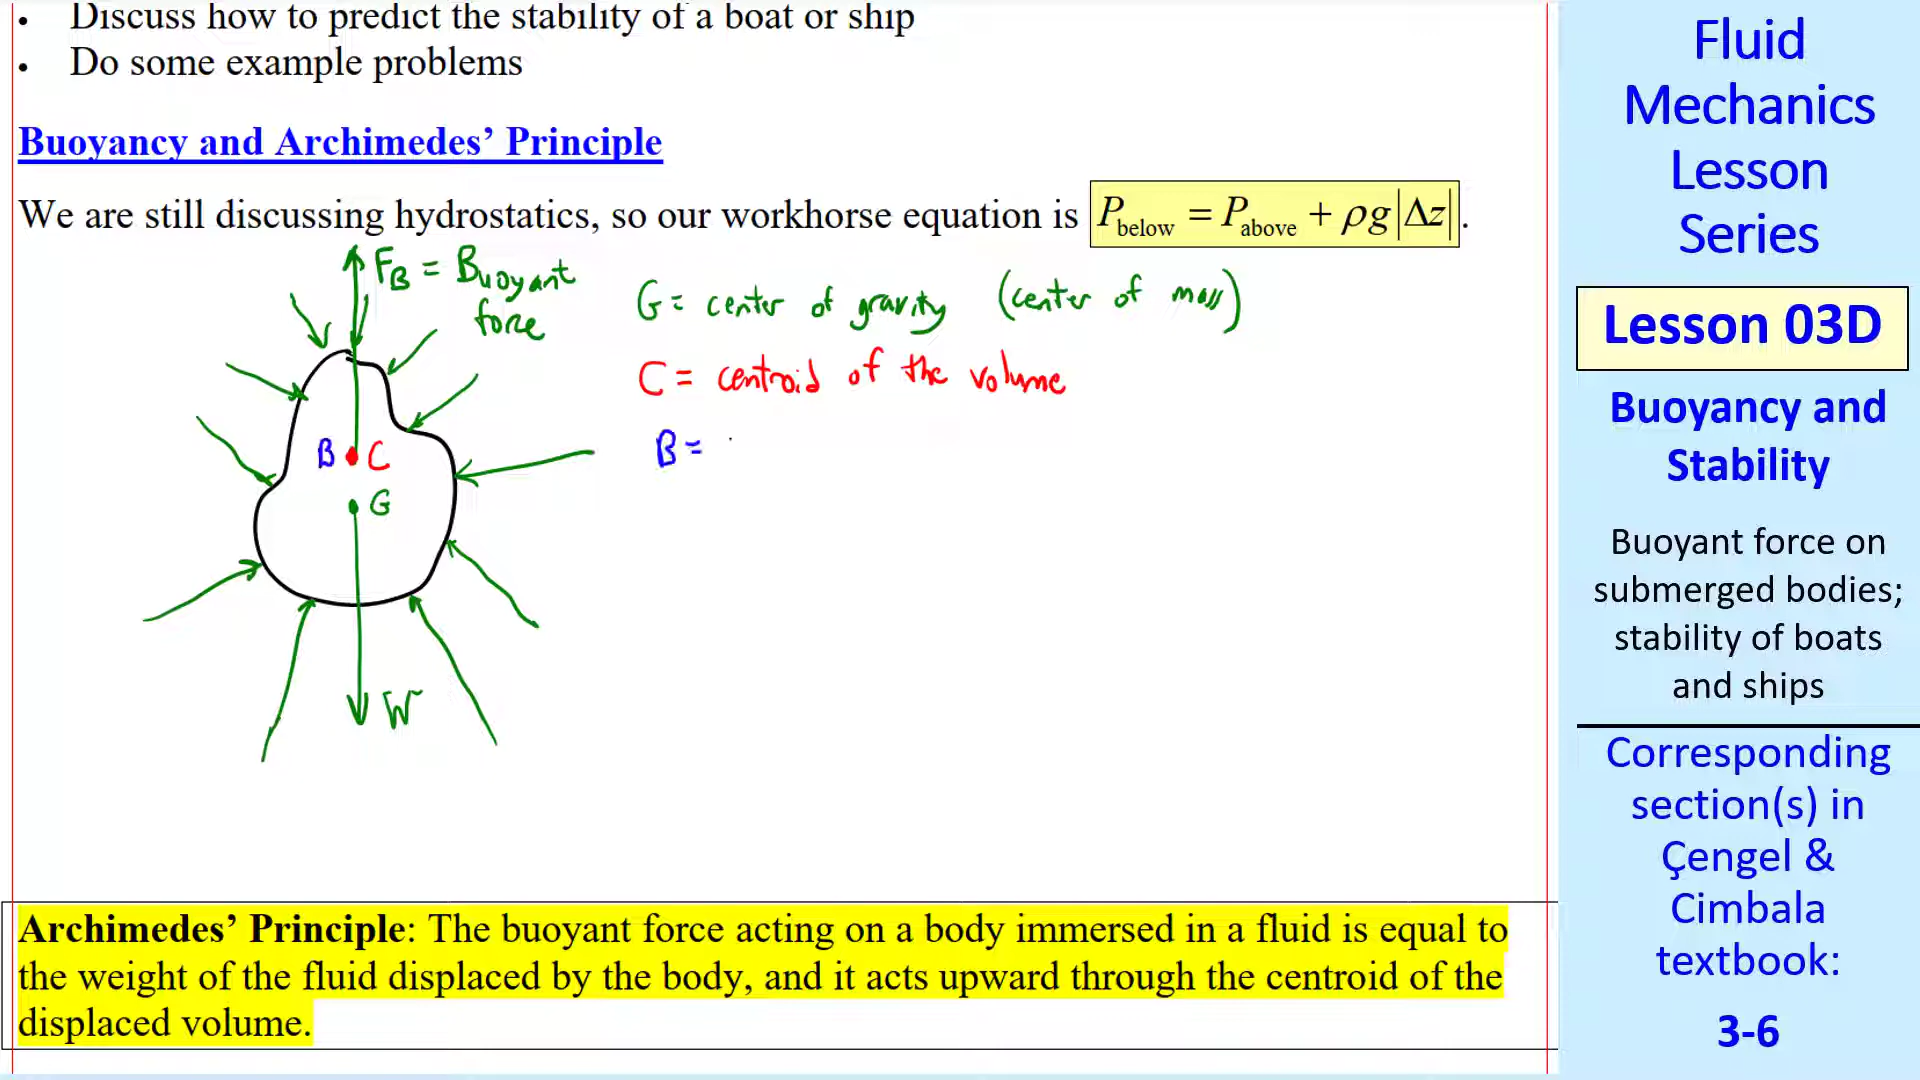 • Discuss how to predict the stability of a boat or ship
• Do some example problems
Buoyancy and Archimedes’ Principle
We are still discussing hydrostatics, so our workhorse equation is P_below = P_above + ρg|Δz|.
F_B = Buoyant
force
G = center of gravity (center of mass)
C = centroid of the volume
B =
B C
G
W
Archimedes’ Principle: The buoyant force acting on a body immersed in a fluid is equal to
the weight of the fluid displaced by the body, and it acts upward through the centroid of the
displaced volume.
Fluid
Mechanics
Lesson
Series
Lesson 03D
Buoyancy and
Stability
Buoyant force on
submerged bodies;
stability of boats
and ships
Corresponding
section(s) in
Çengel &
Cimbala
textbook:
3-6